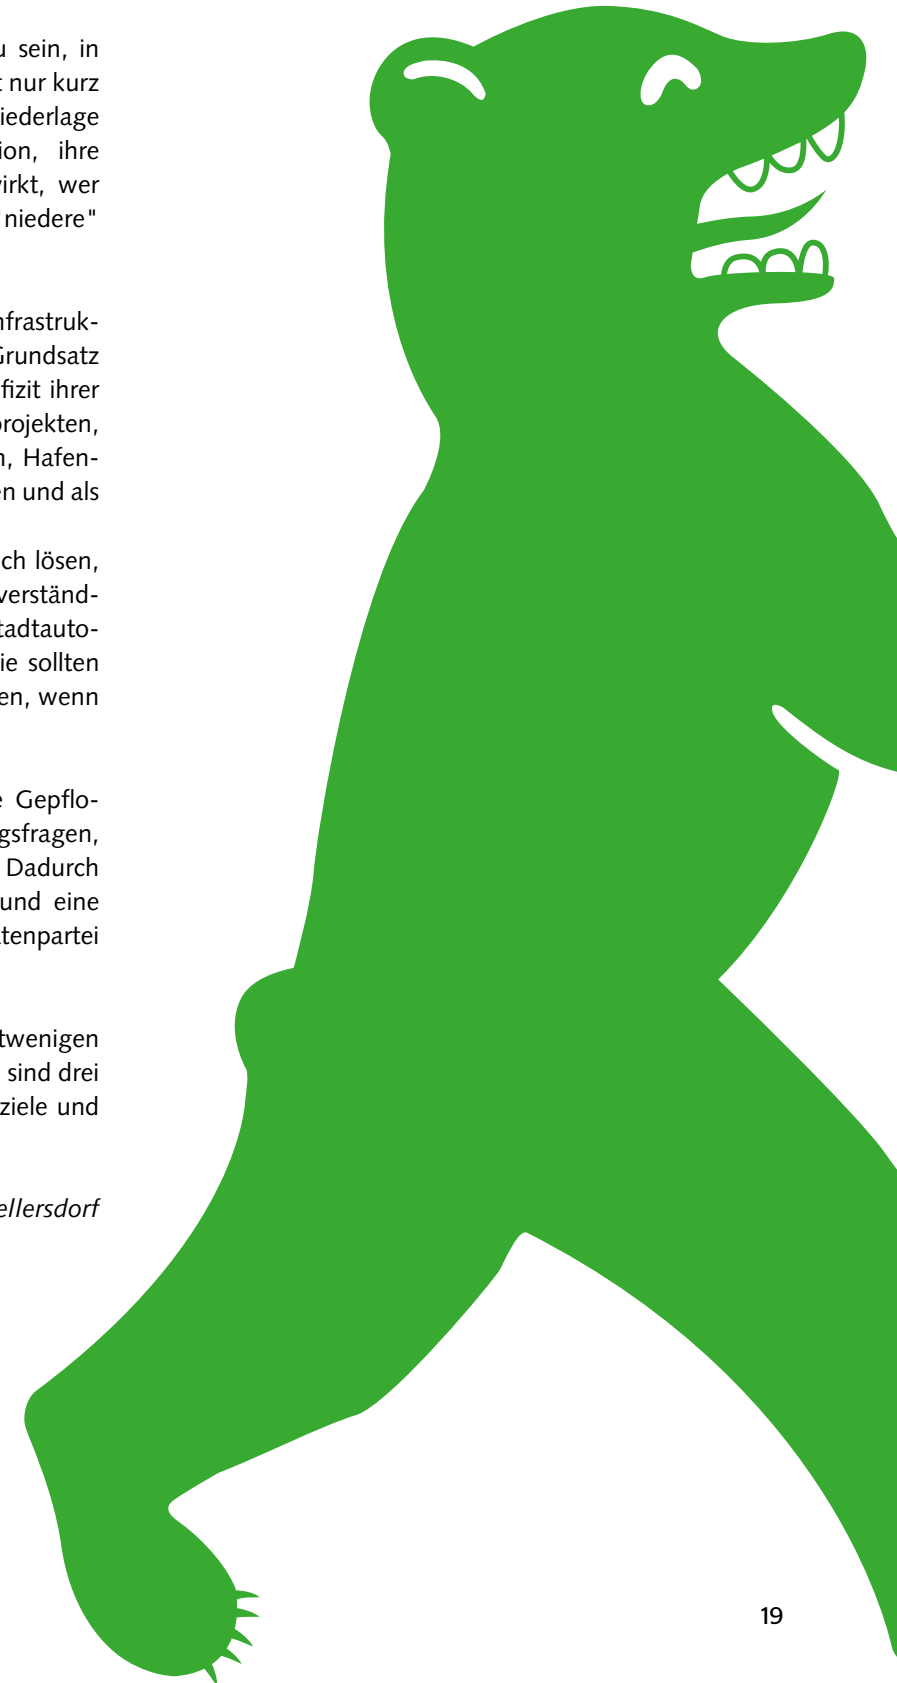 u sein, in
t nur kurz
iederlage
ion, ihre
irkt, wer
"niedere"
nfrastruk-
Grundsatz
fizit ihrer
projekten,
n, Hafen-
en und als
ch lösen,
verständ-
tadtauto-
ie sollten
en, wenn
e Gepflo-
gsfragen,
Dadurch
und eine
tenpartei
twenigen
sind drei
ziele und
ellersdorf
19